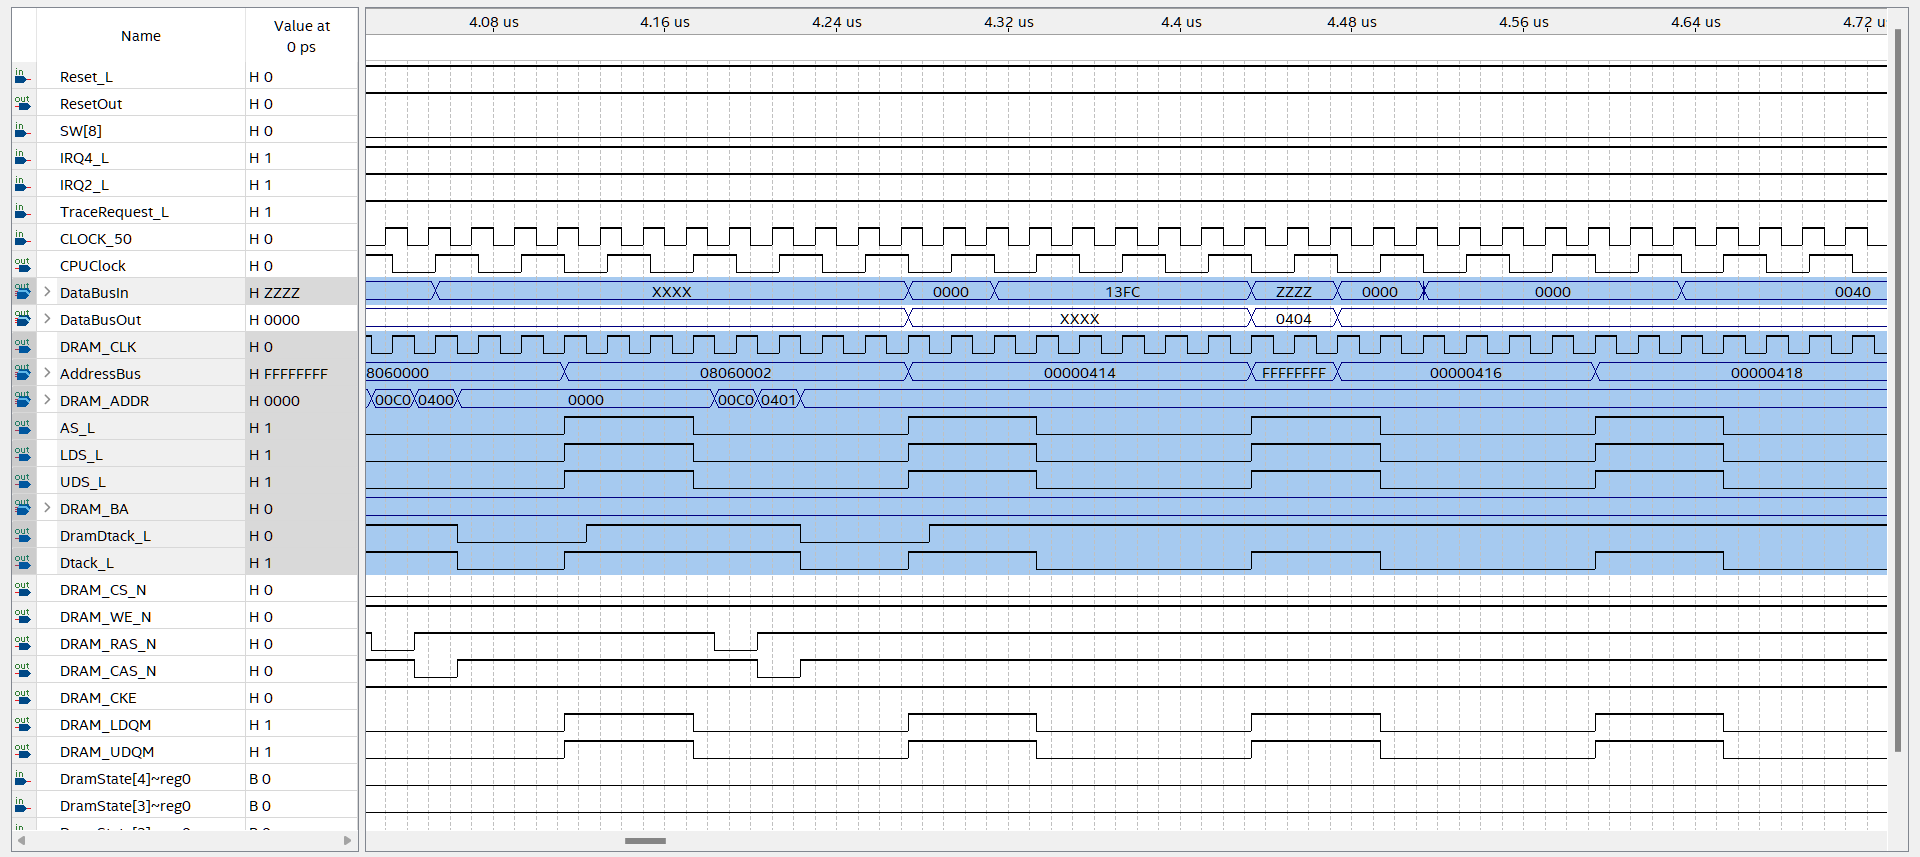 Name Value at 0 ps 4.08 us 4.16 us 4.24 us 4.32 us 4.4 us 4.48 us 4.56 us 4.64 us 4.72 u
in Reset_L H 0
out ResetOut H 0
in SW[8] H 0
in IRQ4_L H 1
in IRQ2_L H 1
in TraceRequest_L H 1
in CLOCK_50 H 0
out CPUClock H 0
out DataBusIn H ZZZZ XXXX 0000 13FC ZZZZ 0000 0000 0040
out DataBusOut H 0000 XXXX 0404
out DRAM_CLK H 0
out AddressBus H FFFFFFFF 8060000 08060002 00000414 FFFFFFFF 00000416 00000418
out DRAM_ADDR H 0000 00C0 0400 0000 00C0 0401
out AS_L H 1
out LDS_L H 1
out UDS_L H 1
out DRAM_BA H 0
out DramDtack_L H 0
out Dtack_L H 1
out DRAM_CS_N H 0
out DRAM_WE_N H 0
out DRAM_RAS_N H 0
out DRAM_CAS_N H 0
out DRAM_CKE H 0
out DRAM_LDQM H 1
out DRAM_UDQM H 1
in DramState[4]~reg0 B 0
in DramState[3]~reg0 B 0